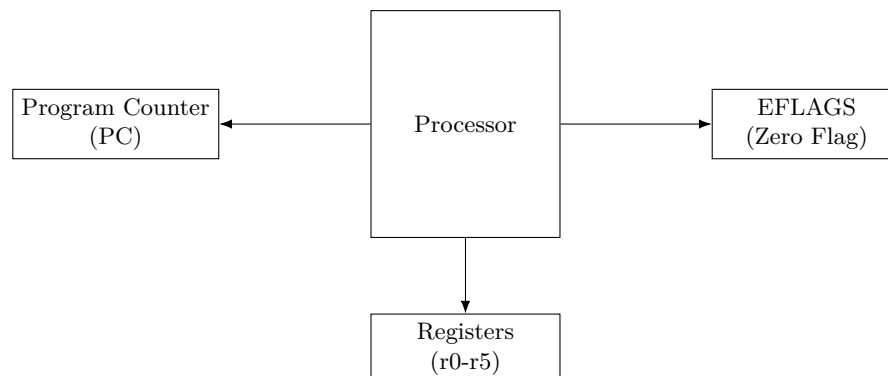 Program Counter
(PC)
Processor
EFLAGS
(Zero Flag)
Registers
(r0-r5)